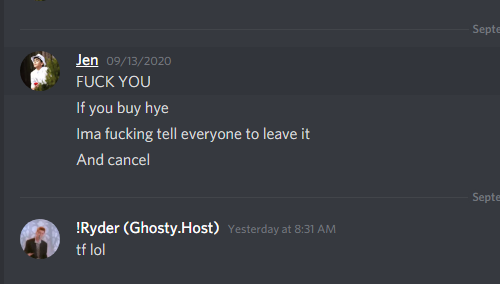 Septe
Jen 09/13/2020
FUCK YOU
If you buy hye
Ima fucking tell everyone to leave it
And cancel
Septe
!Ryder (Ghosty.Host) Yesterday at 8:31 AM
tf lol